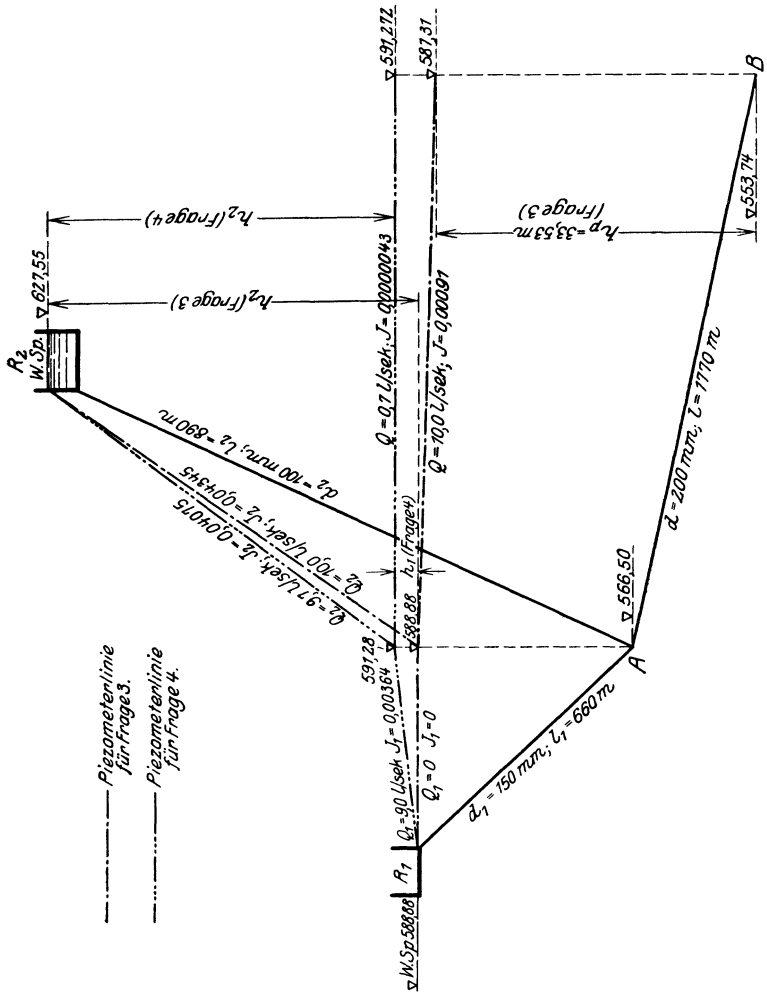 R₂
W.Sp.
▽ 627,55
h₂ (Frage 4)
h₂ (Frage 3)
▽ 591,272
▽ 587,31
Q = 0,7 l/sek; J = 0,0000043
Q = 10,0 l/sek; J = 0,00091
hp = 33,53 m
(Frage 3)
▽ 553,74
B
d₂ = 100 mm; l₂ = 890 m
Q₂ = 10,0 l/sek; J₂ = 0,04345
Q₂ = 9,7 l/sek; J₂ = 0,04075
h₁ (Frage 4)
591,28
▽ 588,88
▽ 566,50
A
d = 200 mm; l = 1770 m
Q₁ = 9,0 l/sek J₁ = 0,00364
Q₁ = 0 J₁ = 0
d₁ = 150 mm; l₁ = 660 m
R₁
▽ W.Sp 588,88
Piezometerlinie
für Frage 3.
Piezometerlinie
für Frage 4.